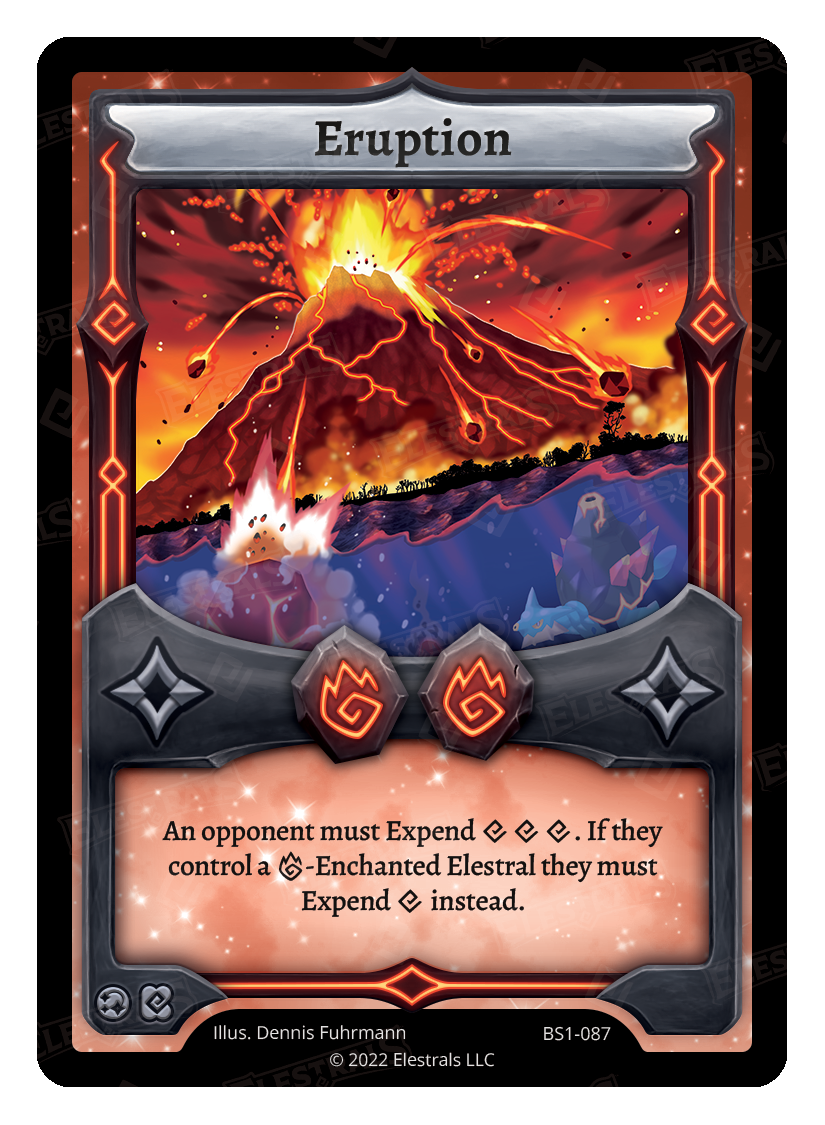 Eruption
An opponent must Expend . If they
control a -Enchanted Elestral they must
Expend instead.
Illus. Dennis Fuhrmann
BS1-087
© 2022 Elestrals LLC